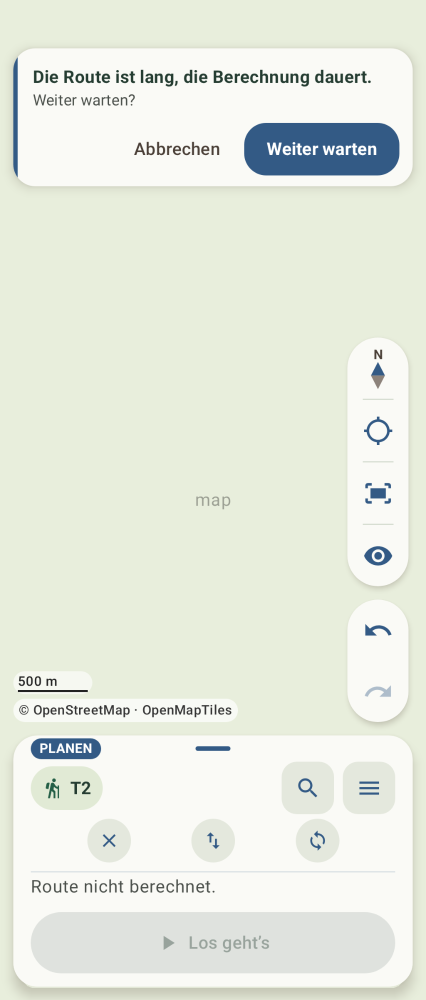 Die Route ist lang, die Berechnung dauert.
Weiter warten?
Abbrechen
Weiter warten
N
map
500 m
© OpenStreetMap · OpenMapTiles
PLANEN
T2
Route nicht berechnet.
Los geht's